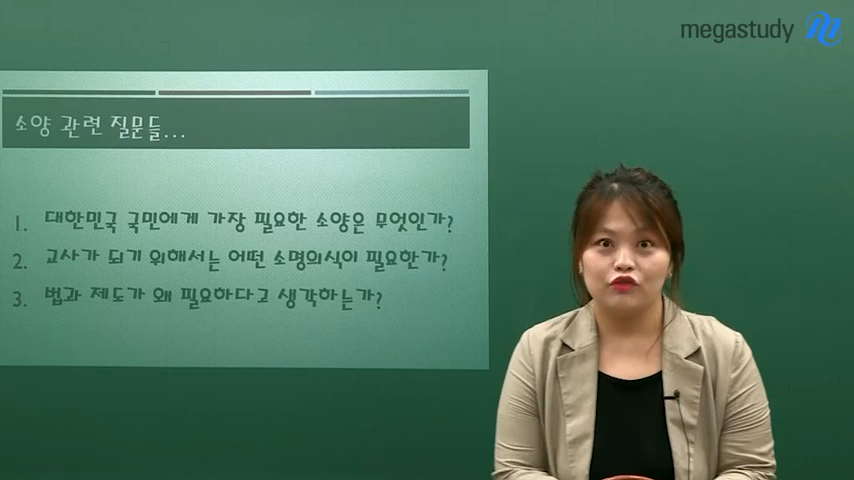 megastudy
소양 관련 질문들...
1. 대한민국 국민에게 가장 필요한 소양은 무엇인가?
2. 교사가 되기 위해서는 어떤 소명의식이 필요한가?
3. 법과 제도가 왜 필요하다고 생각하는가?